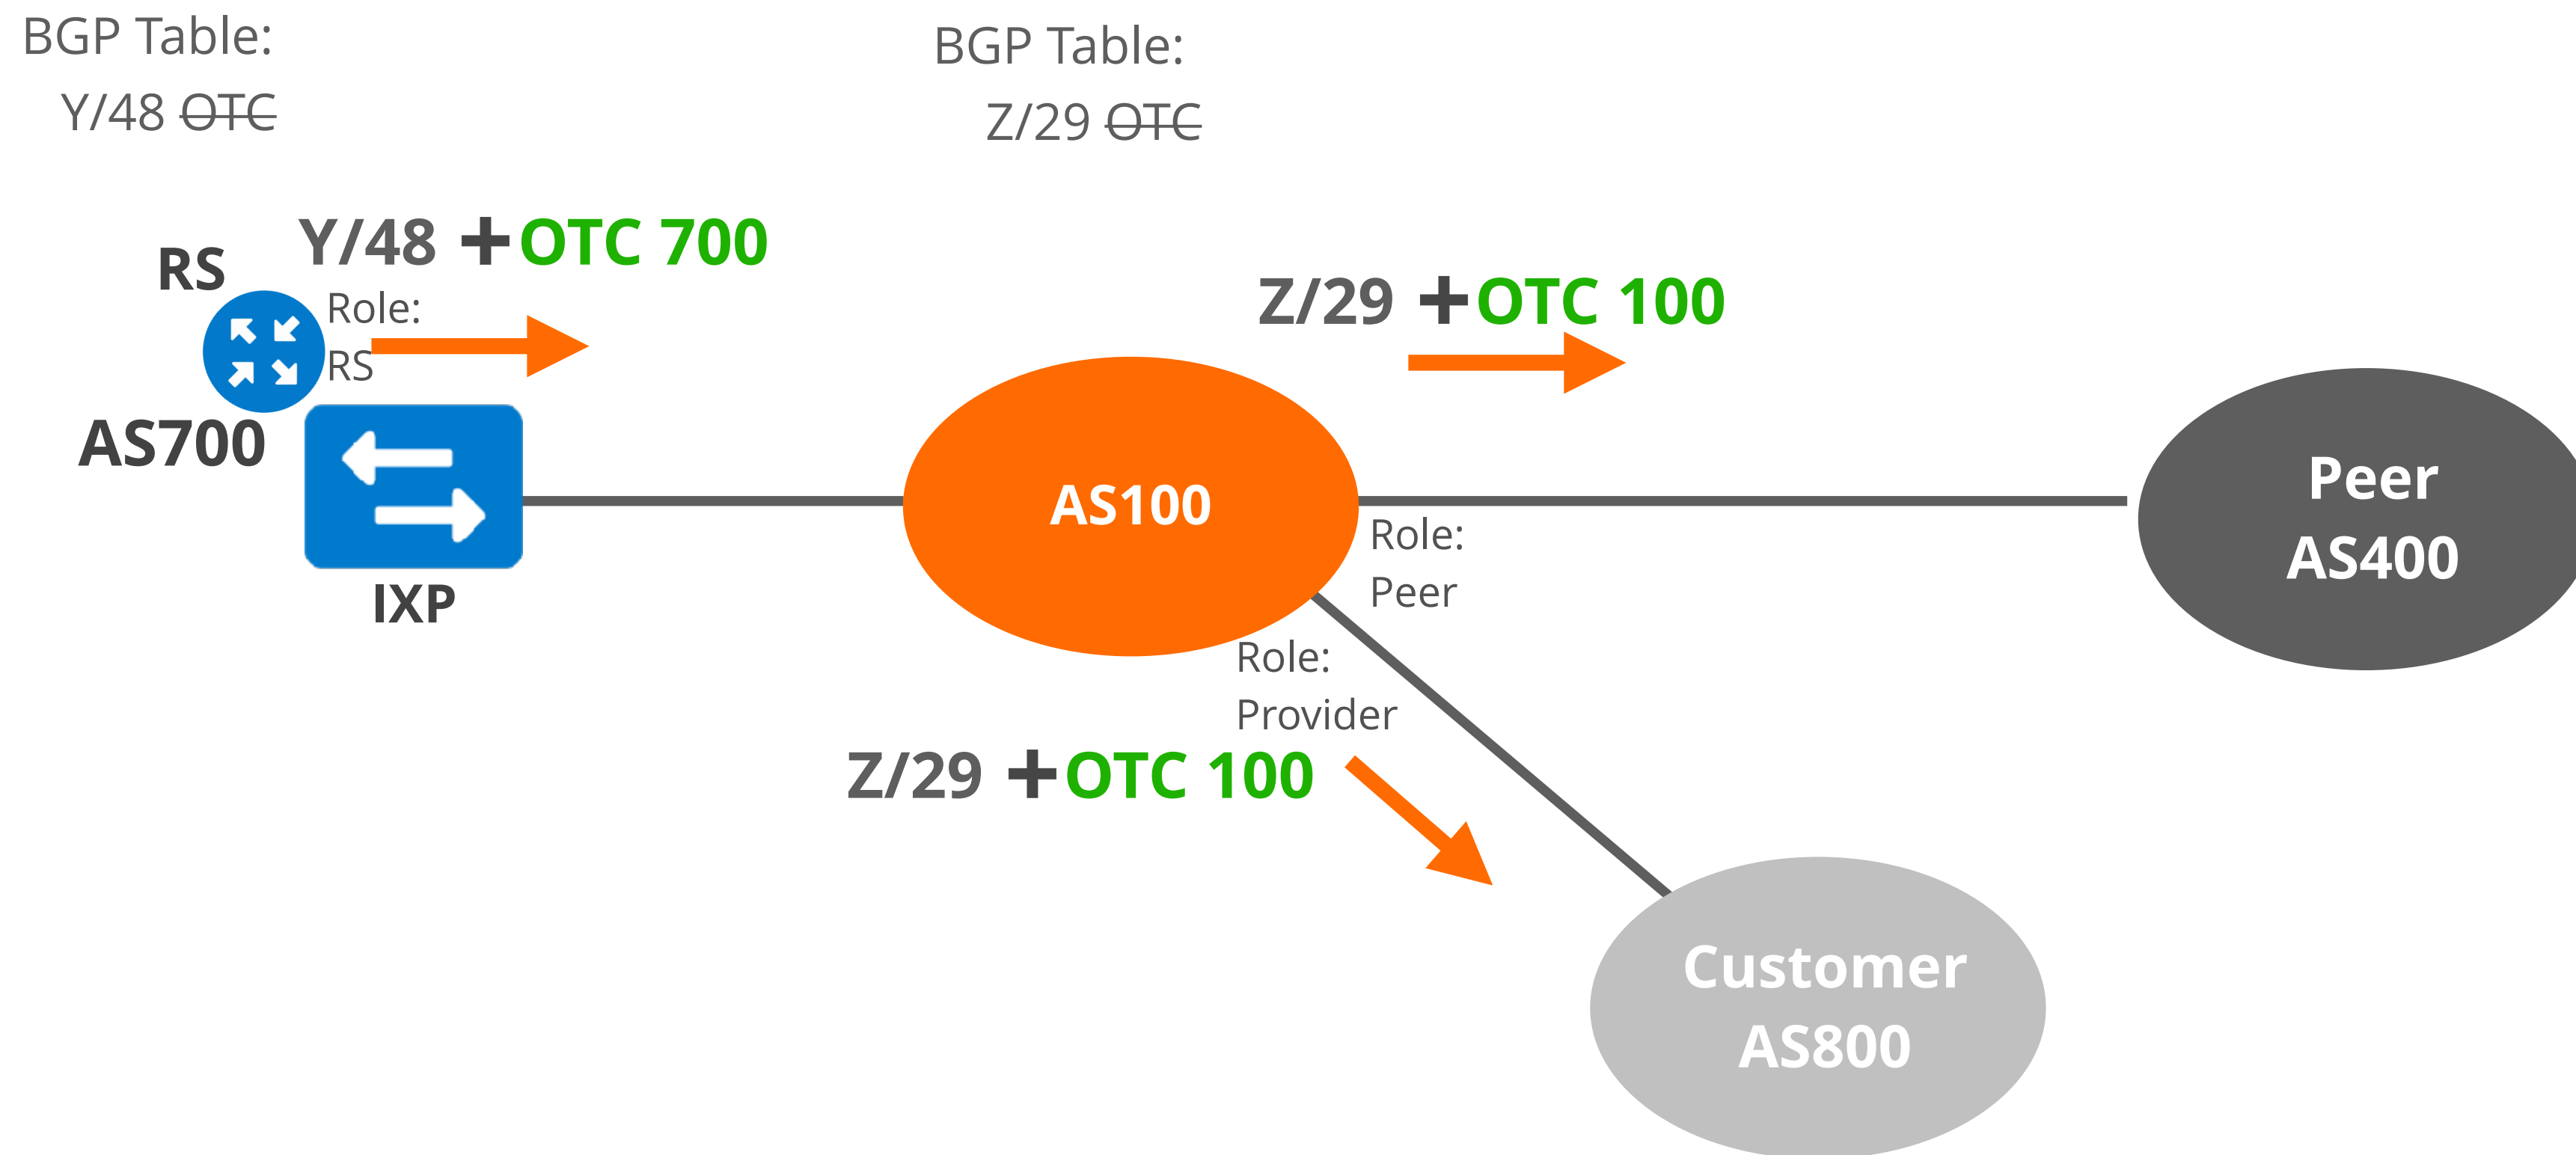 BGP Table:
Y/48 OTC
BGP Table:
Z/29 OTC
RS
Y/48 +OTC 700
Role:
RS
AS700
IXP
Z/29 +OTC 100
AS100
Role:
Peer
Peer
AS400
Role:
Provider
Z/29 +OTC 100
Customer
AS800